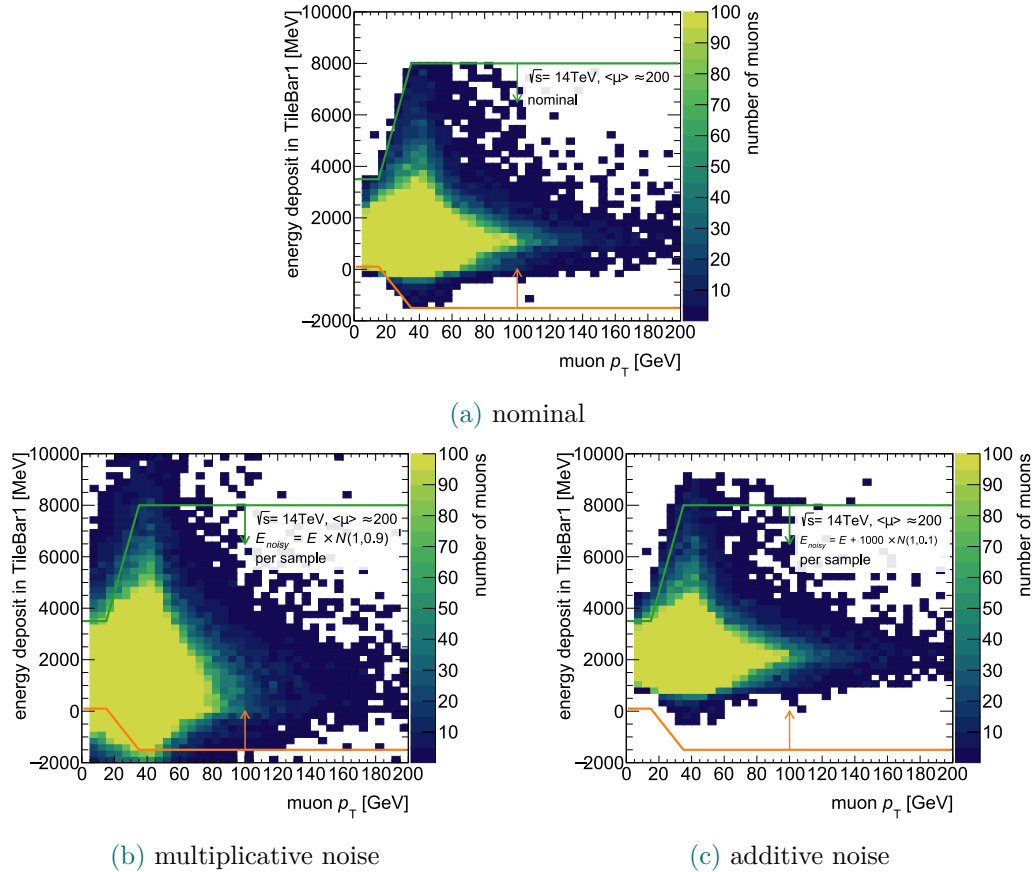 energy deposit in TileBar1 [MeV]
10000
8000
6000
4000
2000
0
−2000
0 20 40 60 80 100 120 140 160 180 200
muon pT [GeV]
√s= 14TeV, <μ> ≈200
nominal
100
90
80
70
60
50
40
30
20
10
number of muons
(a) nominal
energy deposit in TileBar1 [MeV]
10000
8000
6000
4000
2000
0
−2000
0 20 40 60 80 100 120 140 160 180 200
muon pT [GeV]
√s= 14TeV, <μ> ≈200
Enoisy = E × N(1,0.9)
per sample
100
90
80
70
60
50
40
30
20
10
number of muons
(b) multiplicative noise
energy deposit in TileBar1 [MeV]
10000
8000
6000
4000
2000
0
−2000
0 20 40 60 80 100 120 140 160 180 200
muon pT [GeV]
√s= 14TeV, <μ> ≈200
Enoisy = E + 1000 × N(1,0.1)
per sample
100
90
80
70
60
50
40
30
20
10
number of muons
(c) additive noise